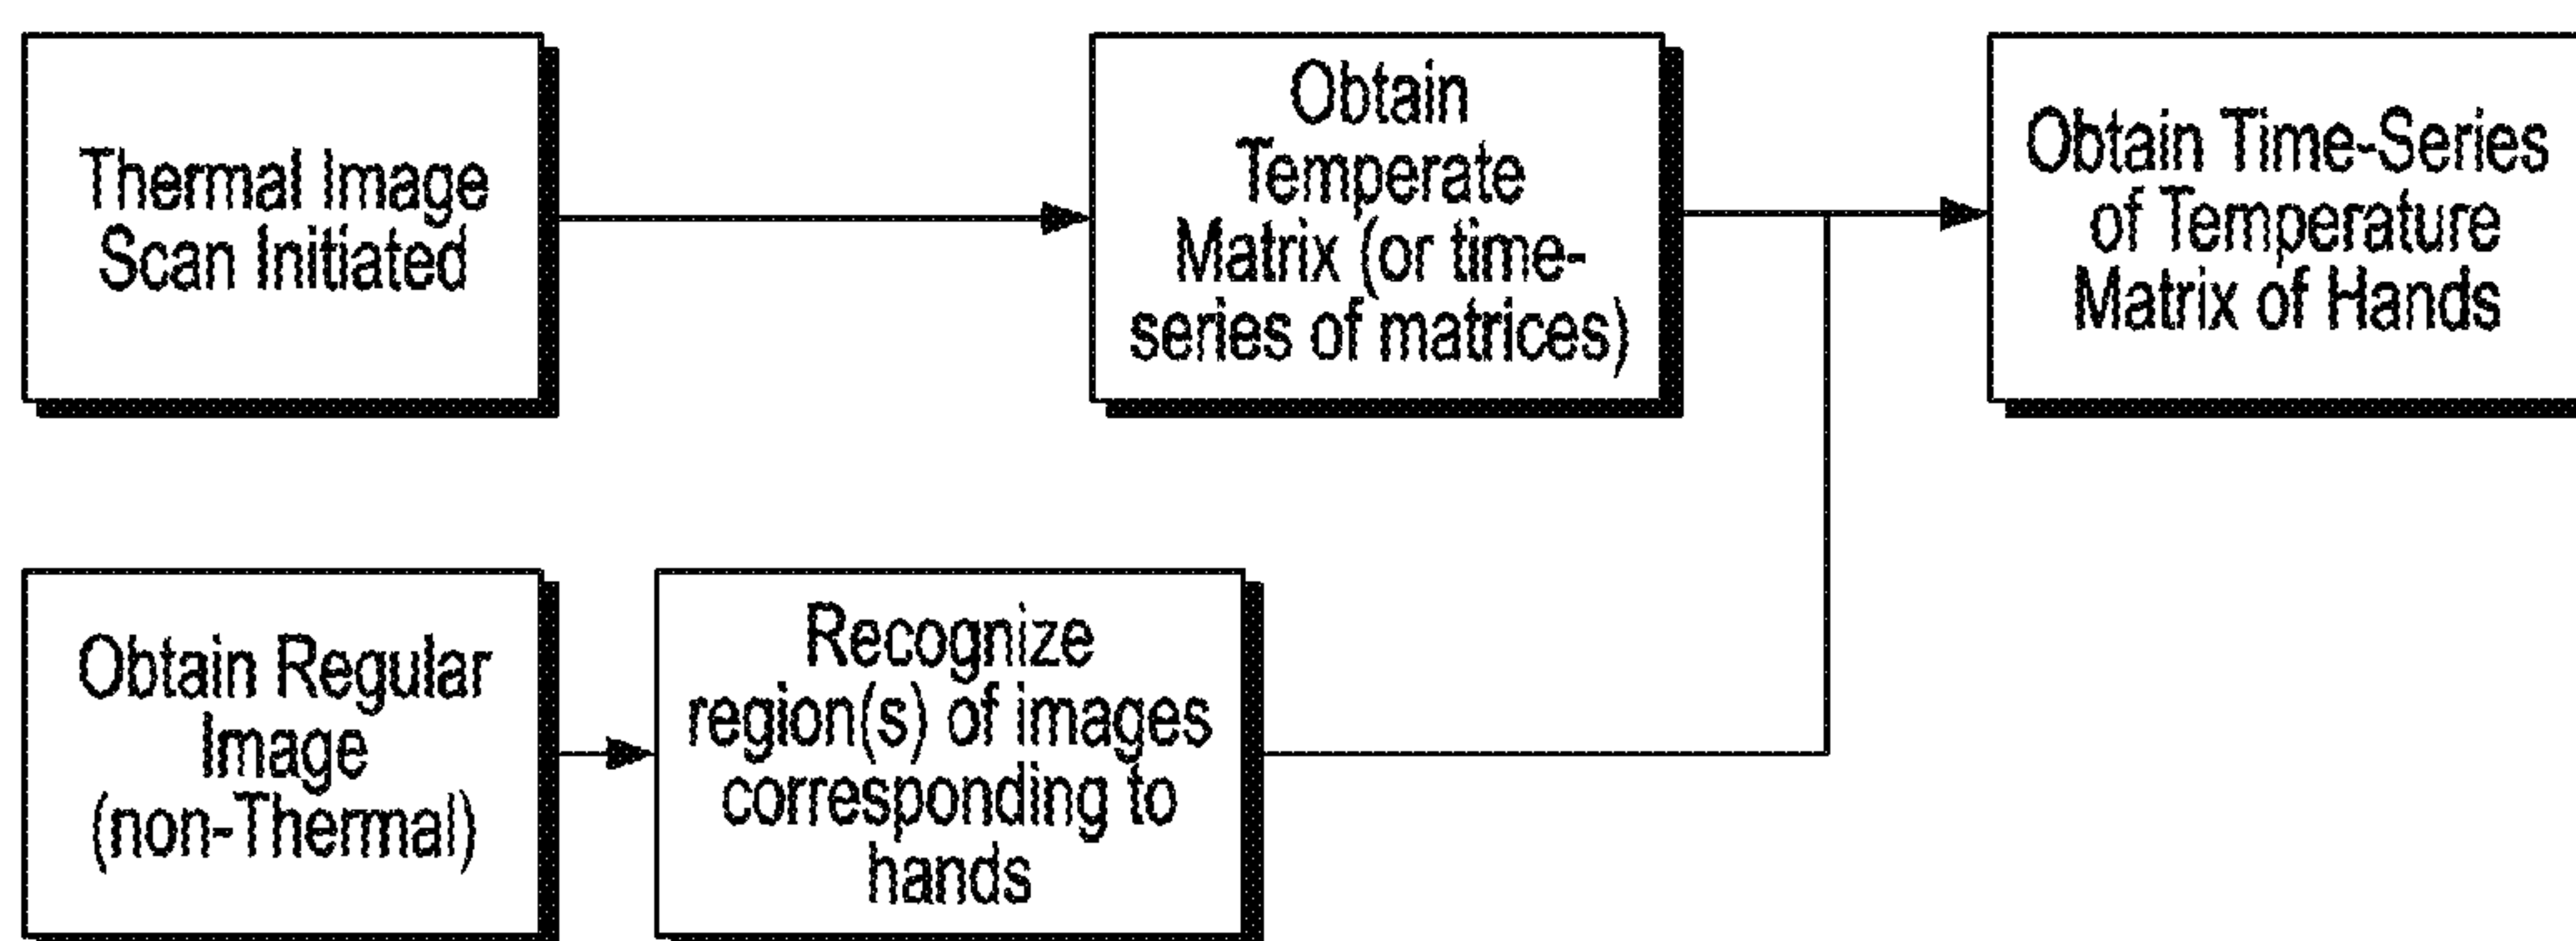 Thermal Image
Scan Initiated
Obtain
Temperate
Matrix (or time-
series of matrices)
Obtain Time-Series
of Temperature
Matrix of Hands
Obtain Regular
Image
(non-Thermal)
Recognize
region(s) of images
corresponding to
hands